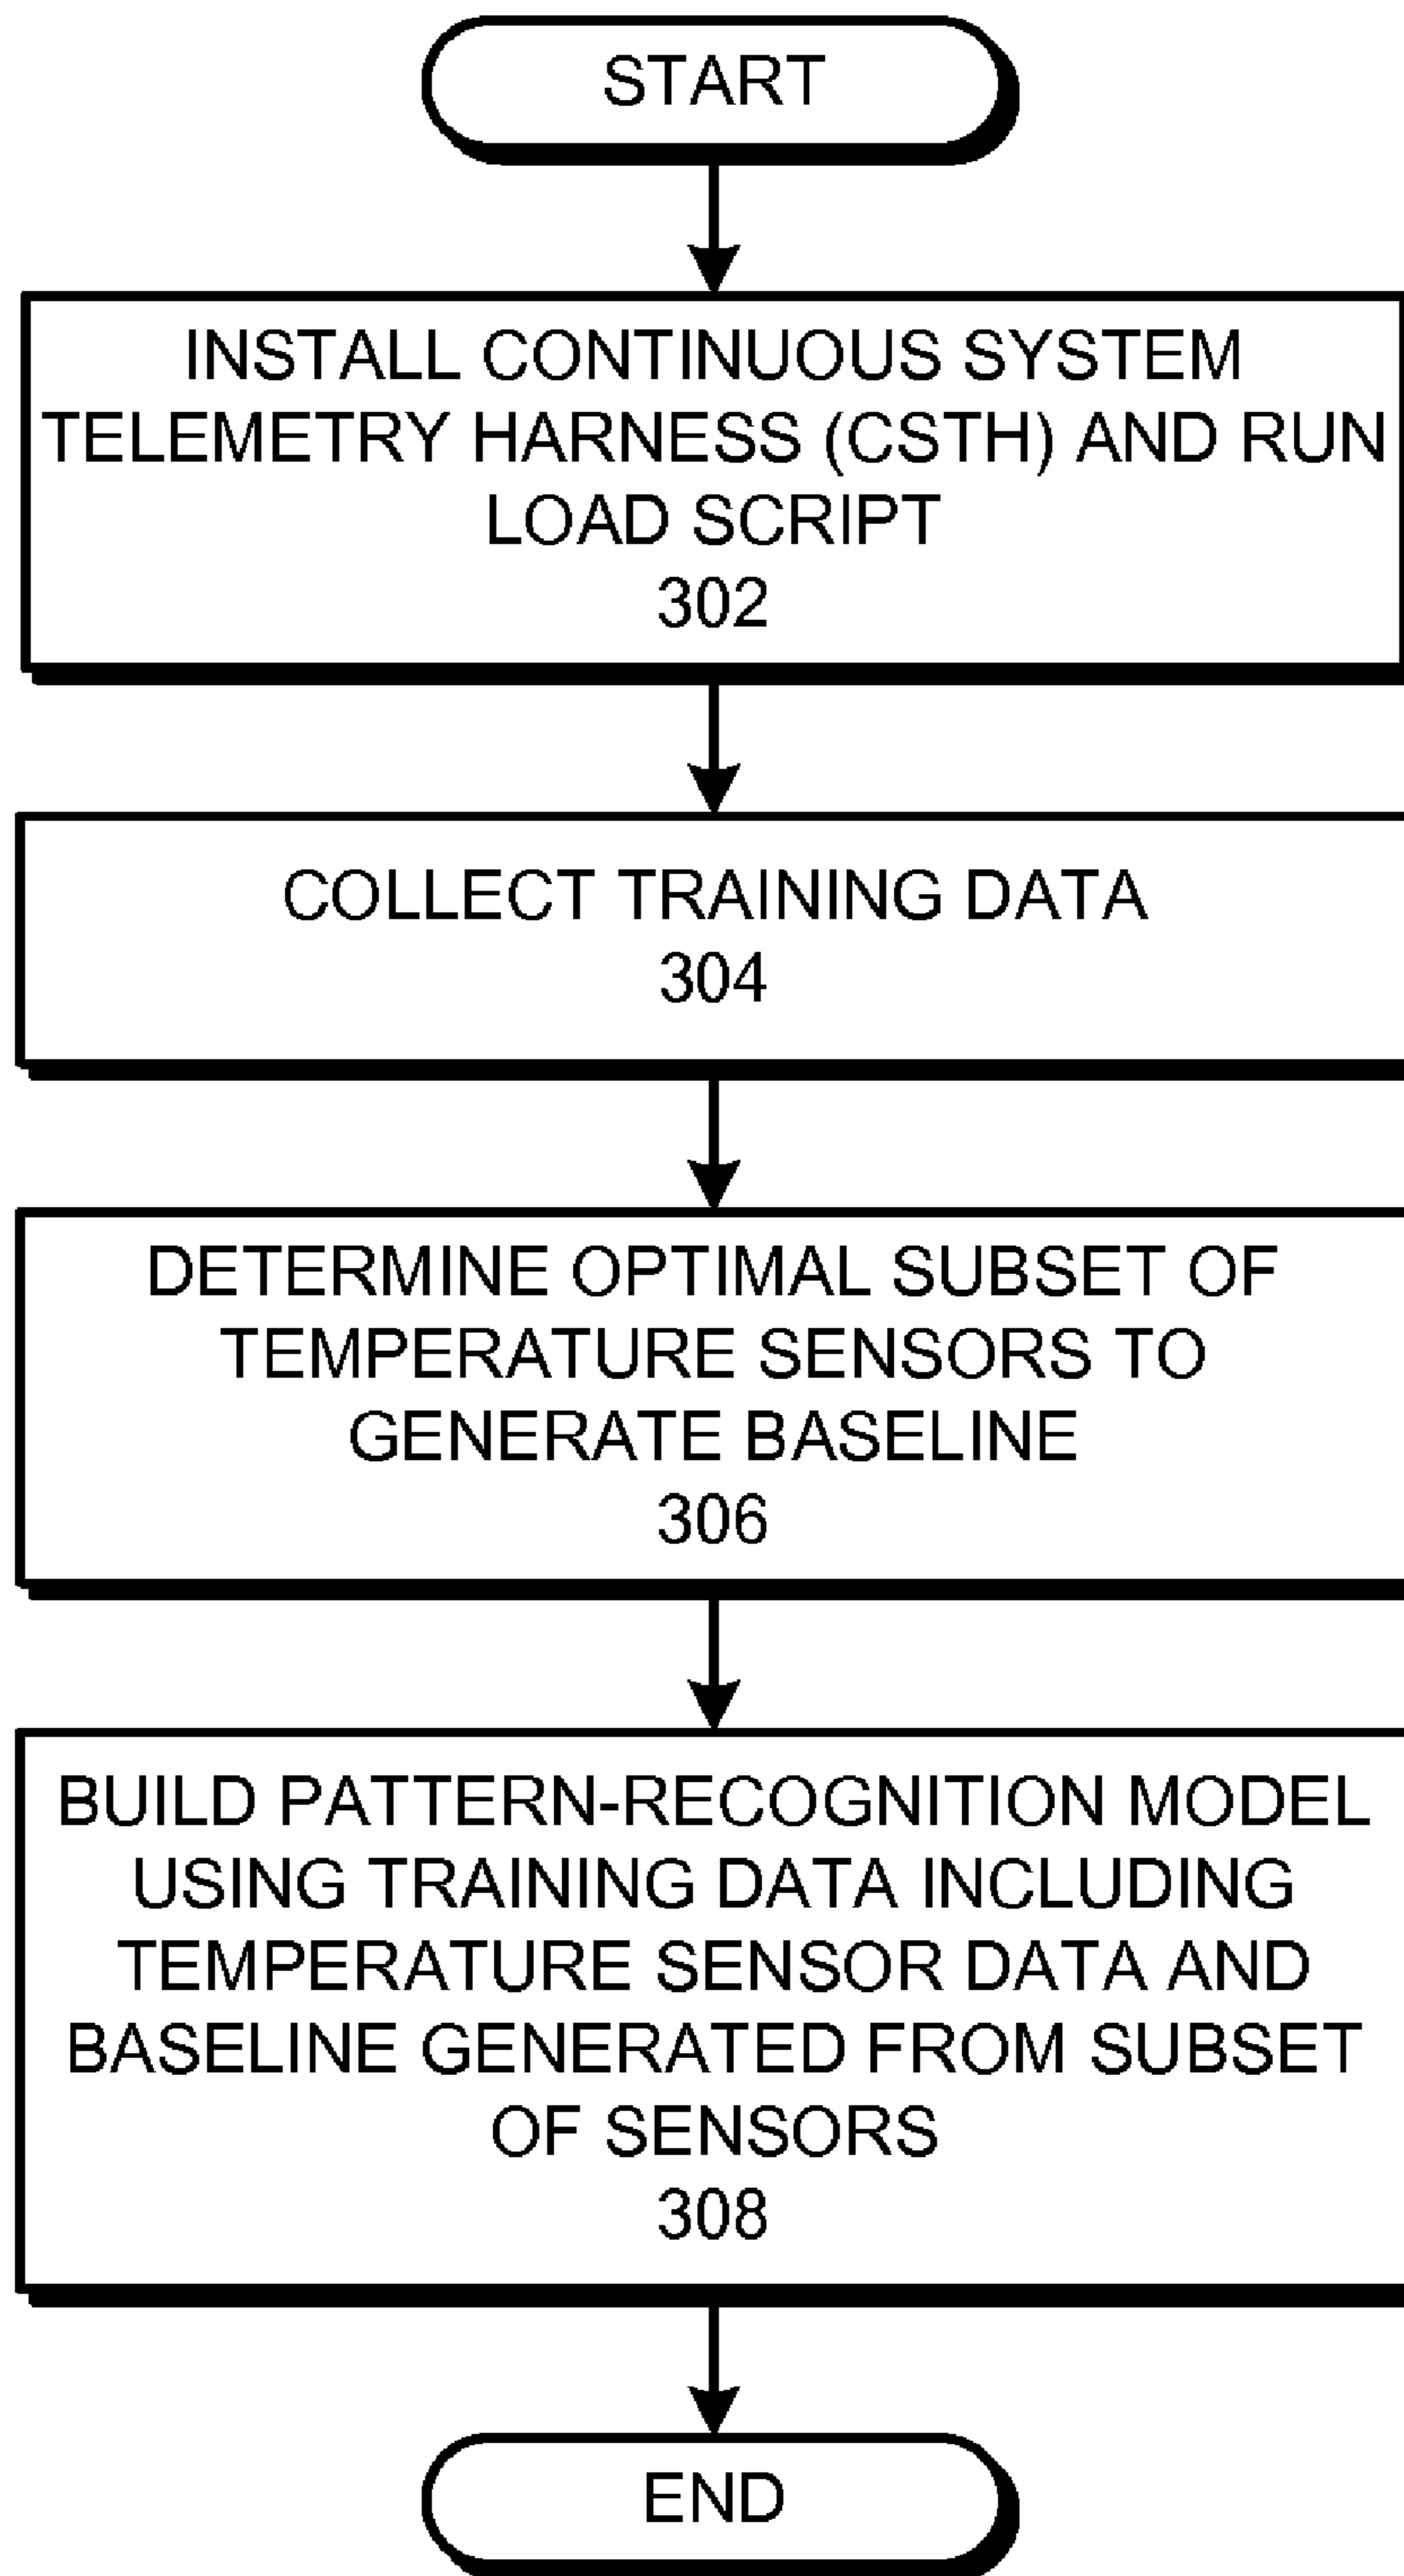 START
INSTALL CONTINUOUS SYSTEM
TELEMETRY HARNESS (CSTH) AND RUN
LOAD SCRIPT
302
COLLECT TRAINING DATA
304
DETERMINE OPTIMAL SUBSET OF
TEMPERATURE SENSORS TO
GENERATE BASELINE
306
BUILD PATTERN-RECOGNITION MODEL
USING TRAINING DATA INCLUDING
TEMPERATURE SENSOR DATA AND
BASELINE GENERATED FROM SUBSET
OF SENSORS
308
END